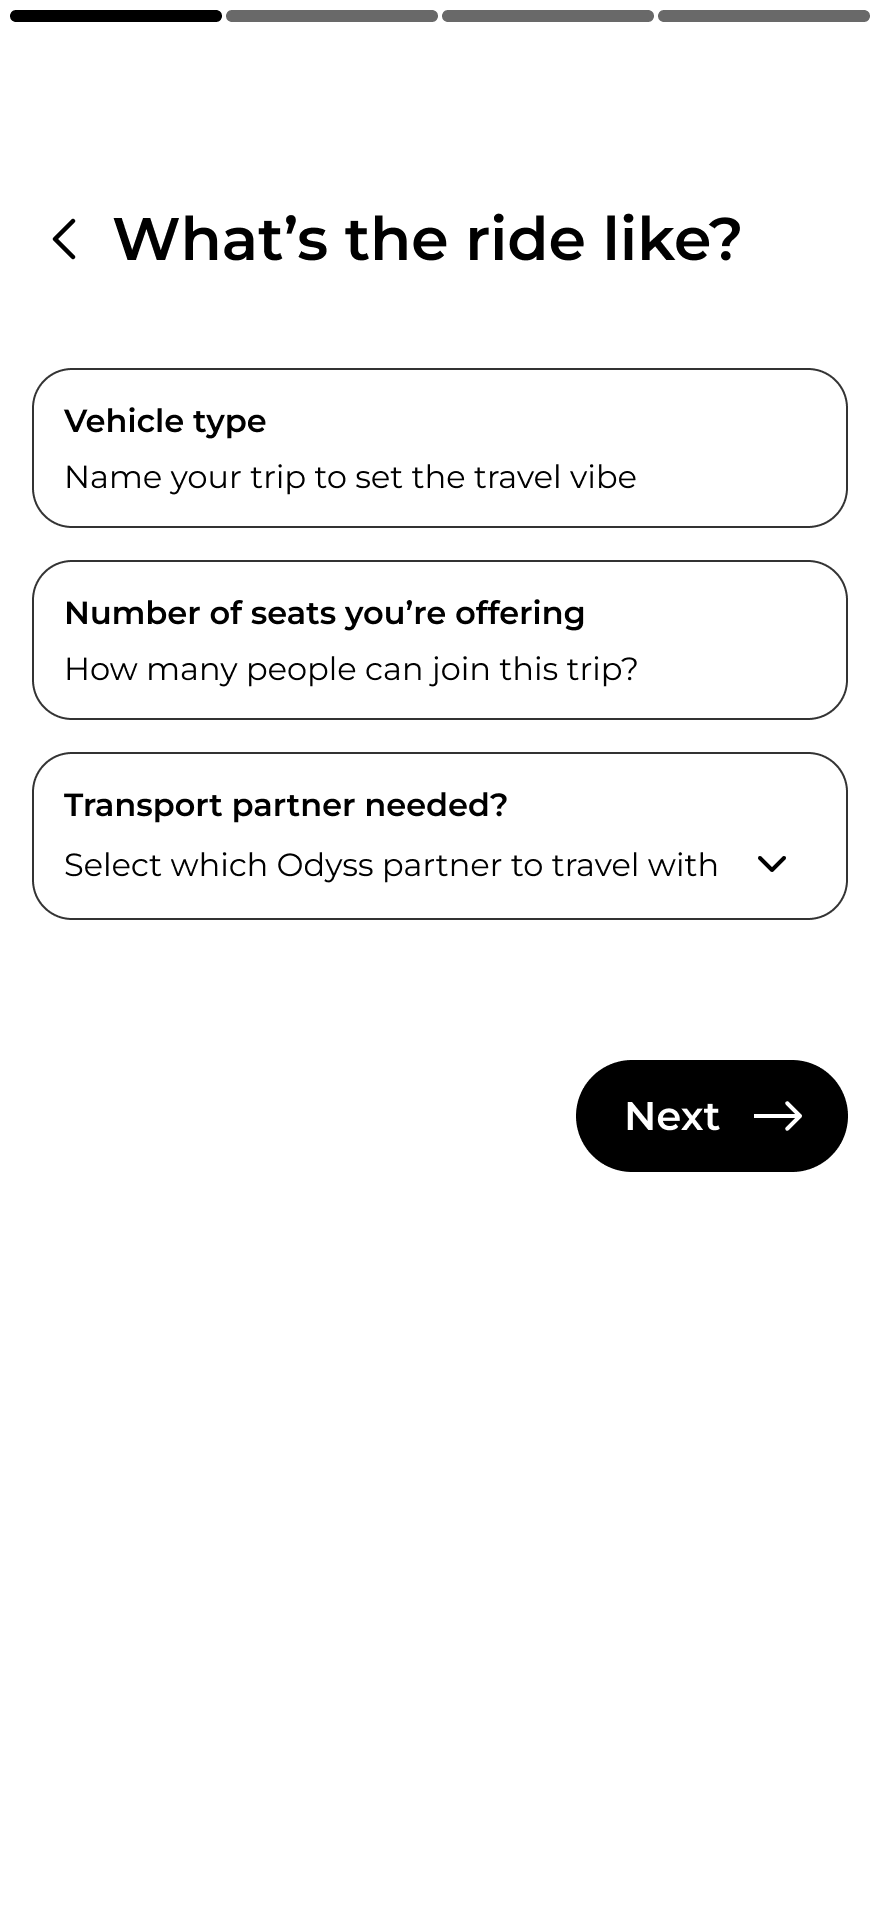 What’s the ride like?
Vehicle type
Name your trip to set the travel vibe
Number of seats you’re offering
How many people can join this trip?
Transport partner needed?
Select which Odyss partner to travel with
Next